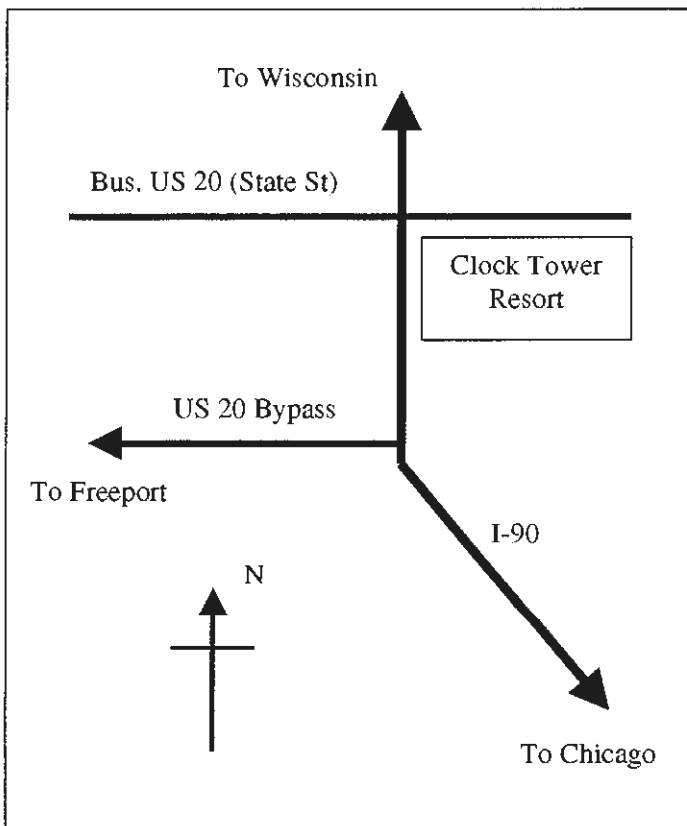 To Wisconsin
Bus. US 20 (State St)
Clock Tower
Resort
US 20 Bypass
To Freeport
I-90
N
To Chicago